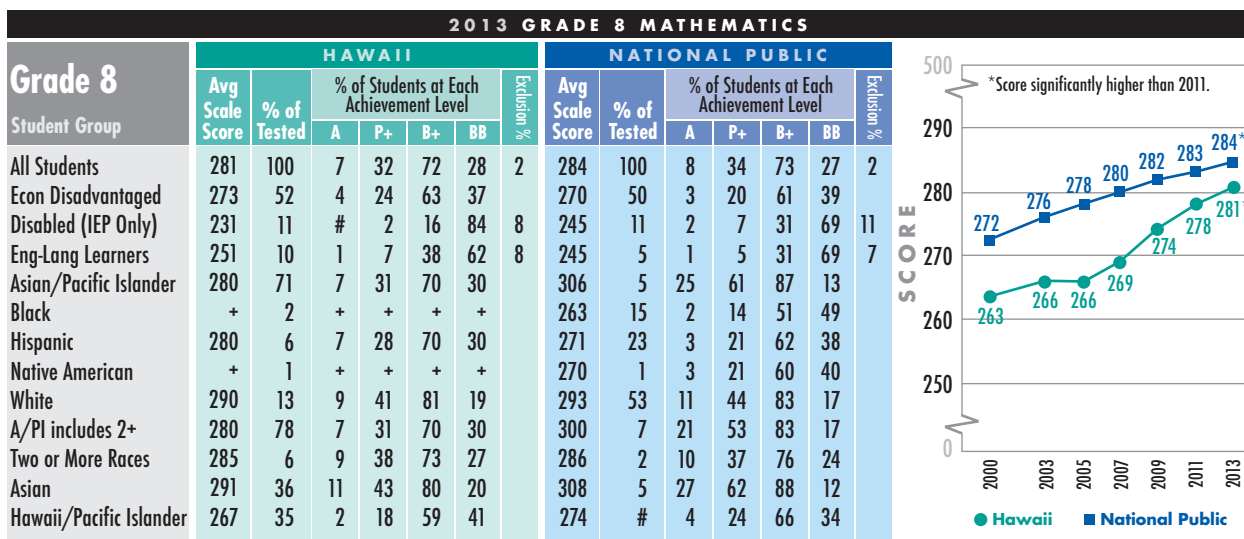 2013 GRADE 8 MATHEMATICS
Grade 8
Student Group
HAWAII
Avg Scale Score
% of Tested
% of Students at Each Achievement Level
A P+ B+ BB
Exclusion %
NATIONAL PUBLIC
Avg Scale Score
% of Tested
% of Students at Each Achievement Level
A P+ B+ BB
Exclusion %
All Students 281 100 7 32 72 28 2 284 100 8 34 73 27 2
Econ Disadvantaged 273 52 4 24 63 37 270 50 3 20 61 39
Disabled (IEP Only) 231 11 # 2 16 84 8 245 11 2 7 31 69 11
Eng-Lang Learners 251 10 1 7 38 62 8 245 5 1 5 31 69 7
Asian/Pacific Islander 280 71 7 31 70 30 306 5 25 61 87 13
Black + 2 + + + + 263 15 2 14 51 49
Hispanic 280 6 7 28 70 30 271 23 3 21 62 38
Native American + 1 + + + + 270 1 3 21 60 40
White 290 13 9 41 81 19 293 53 11 44 83 17
A/PI includes 2+ 280 78 7 31 70 30 300 7 21 53 83 17
Two or More Races 285 6 9 38 73 27 286 2 10 37 76 24
Asian 291 36 11 43 80 20 308 5 27 62 88 12
Hawaii/Pacific Islander 267 35 2 18 59 41 274 # 4 24 66 34
*Score significantly higher than 2011.
SCORE
500
290
280
270
260
250
0
272 276 278 280 282 283 284*
263 266 266 269 274 278 281*
2000 2003 2005 2007 2009 2011 2013
Hawaii National Public